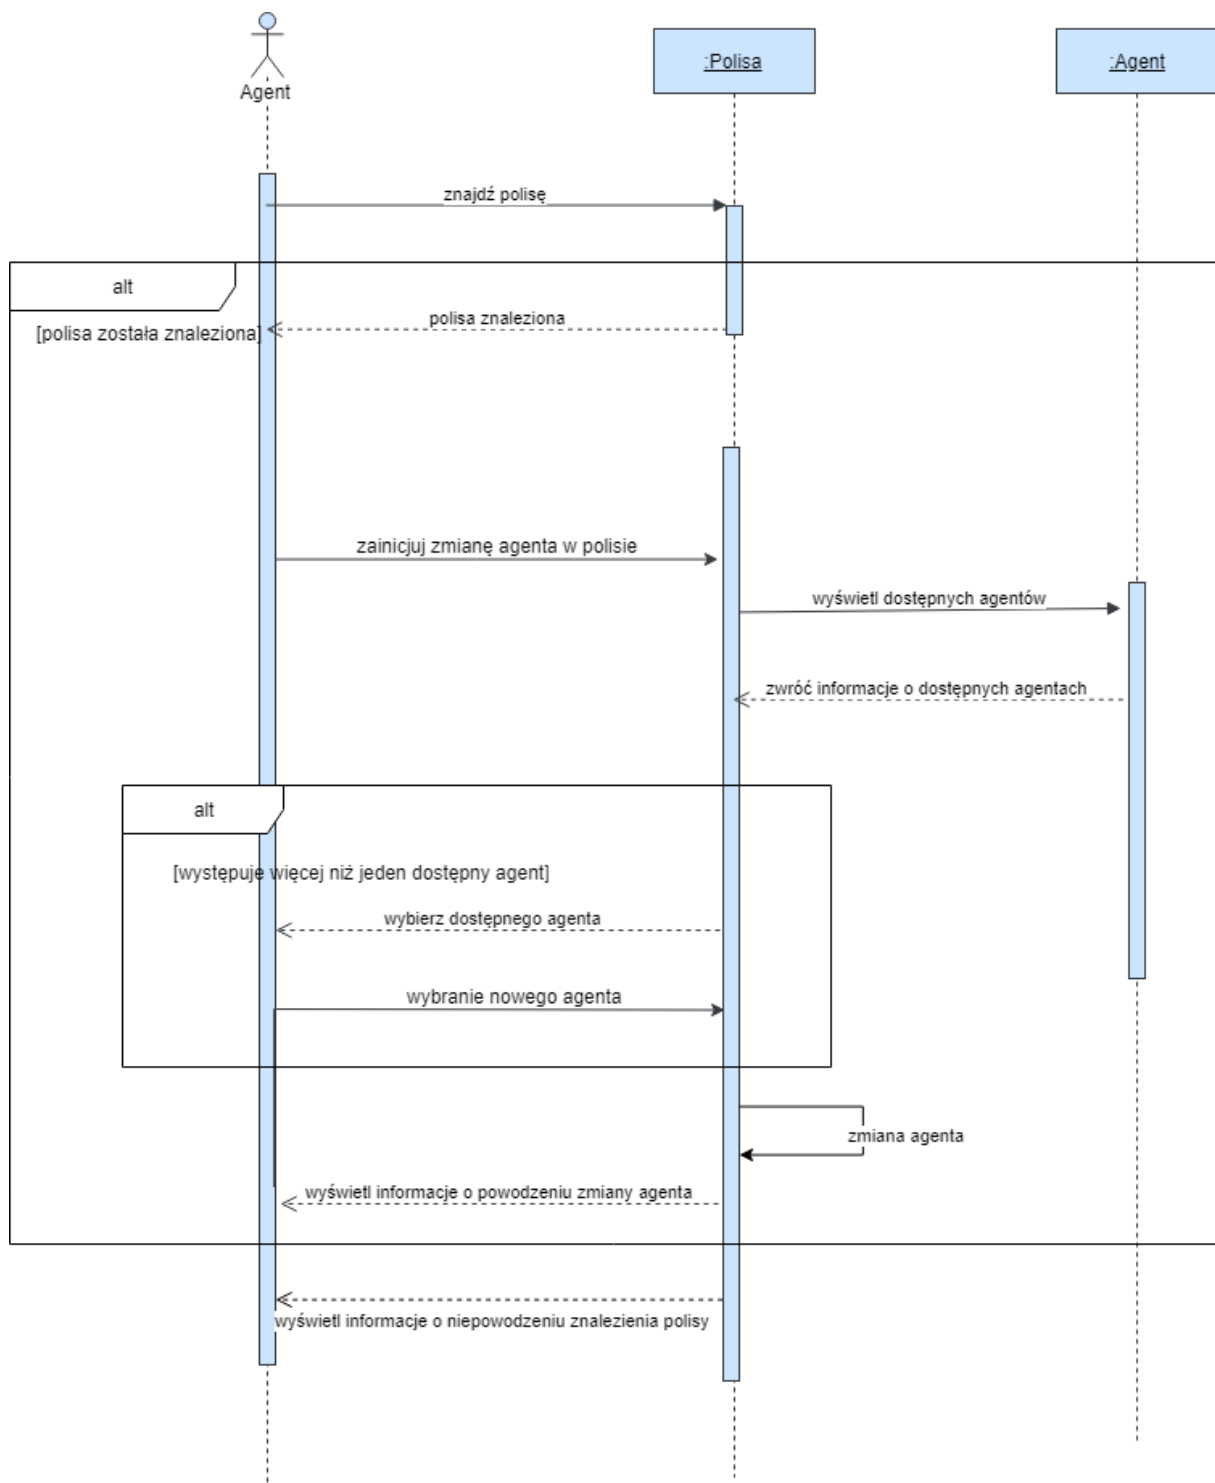 Agent
:Polisa
:Agent
znajdź polisę
alt
polisa znaleziona
[polisa została znaleziona]
zainicjuj zmianę agenta w polisie
wyświetl dostępnych agentów
zwróć informacje o dostępnych agentach
alt
[występuje więcej niż jeden dostępny agent]
wybierz dostępnego agenta
wybranie nowego agenta
zmiana agenta
wyświetl informacje o powodzeniu zmiany agenta
wyświetl informacje o niepowodzeniu znalezienia polisy